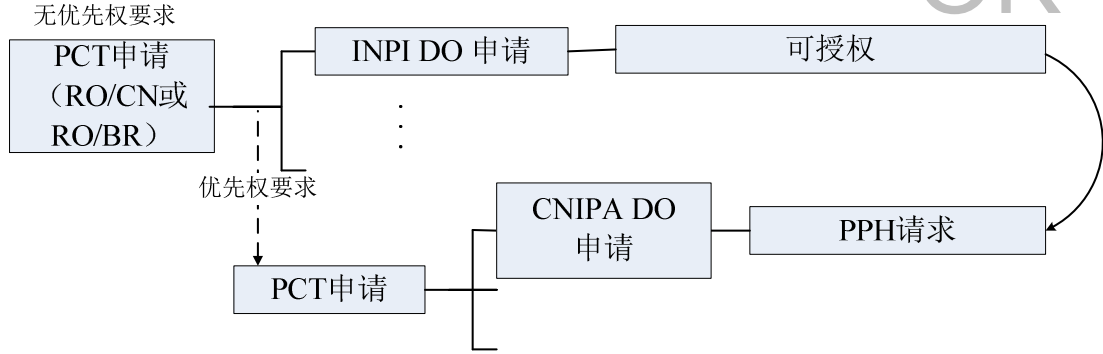 无优先权要求
PCT申请
（RO/CN或
RO/BR）
INPI DO 申请
可授权
优先权要求
CNIPA DO
申请
PPH请求
PCT申请